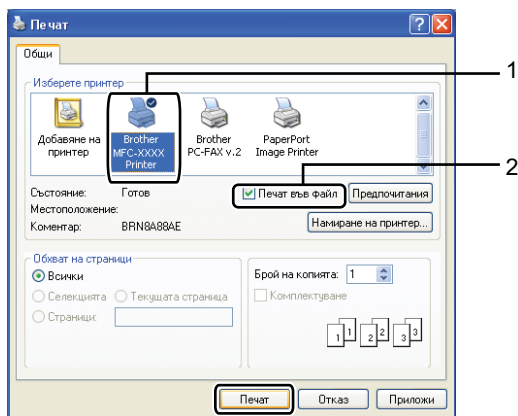 Печат
Общи
Изберете принтер
1
Добавяне на принтер
Brother MFC-XXXX Printer
Brother PC-FAX v.2
PaperPort Image Printer
2
Състояние: Готов
Печат във файл
Предпочитания
Местоположение:
Коментар: BRN8A88AE
Намиране на принтер...
Обхват на страници
Всички
Селекцията
Текущата страница
Страници:
Брой на копията: 1
Комплектуване
1 1 2 2 3 3
Печат
Отказ
Приложи